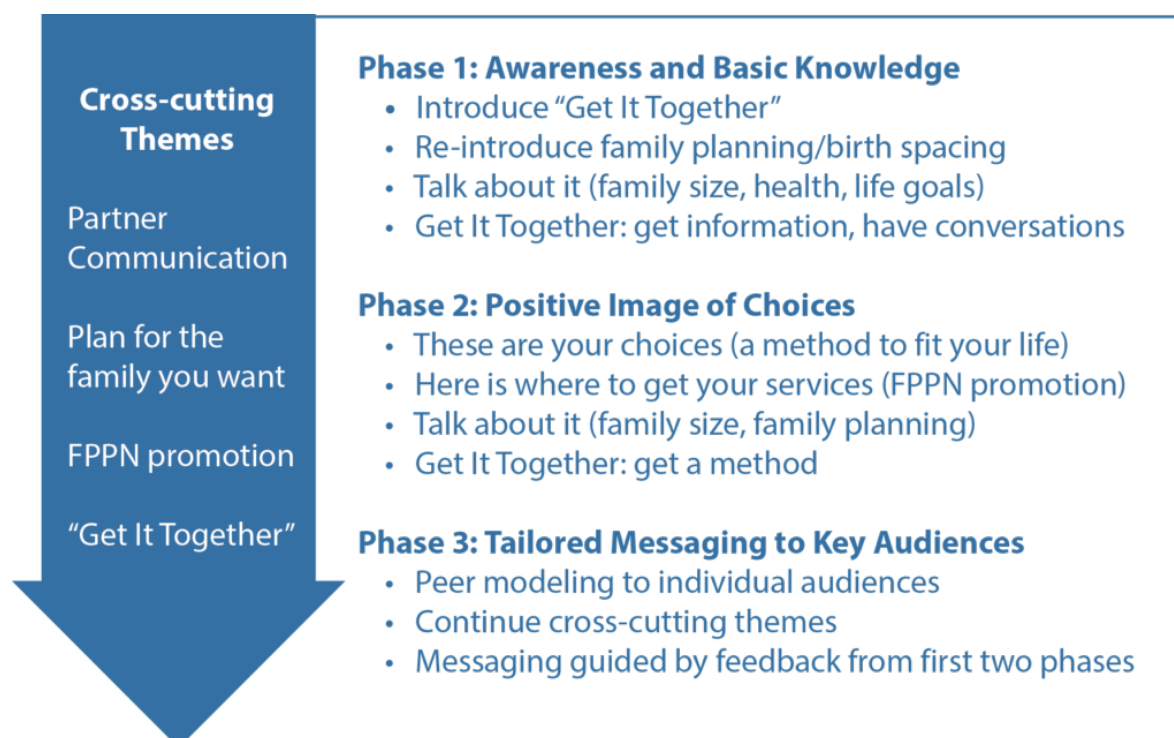 Cross-cutting
Themes
Partner
Communication
Plan for the
family you want
FPPN promotion
“Get It Together”
Phase 1: Awareness and Basic Knowledge
• Introduce “Get It Together”
• Re-introduce family planning/birth spacing
• Talk about it (family size, health, life goals)
• Get It Together: get information, have conversations
Phase 2: Positive Image of Choices
• These are your choices (a method to fit your life)
• Here is where to get your services (FPPN promotion)
• Talk about it (family size, family planning)
• Get It Together: get a method
Phase 3: Tailored Messaging to Key Audiences
• Peer modeling to individual audiences
• Continue cross-cutting themes
• Messaging guided by feedback from first two phases